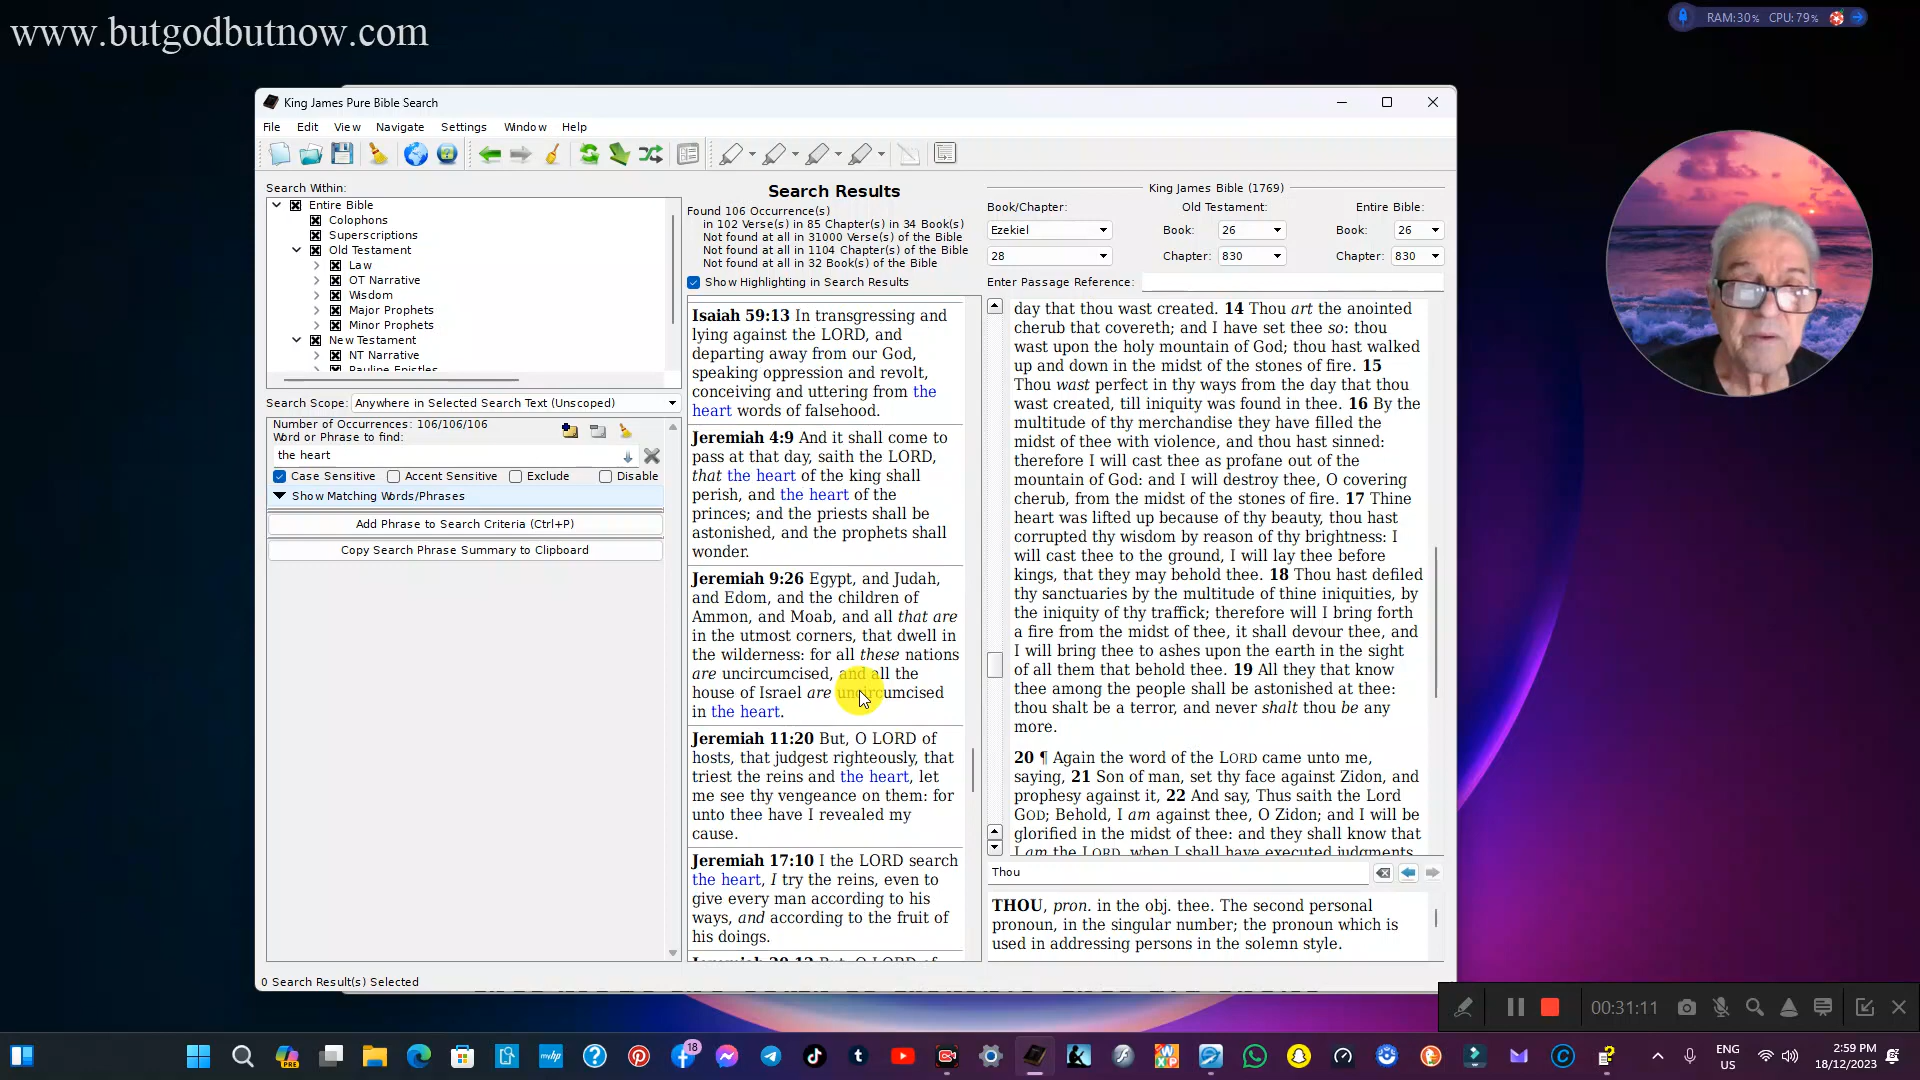 www.butgodbutnow.com
RAM:30% CPU:79%
King James Pure Bible Search
File Edit View Navigate Settings Window Help
Search Within:
Entire Bible
Colophons
Superscriptions
Old Testament
Law
OT Narrative
Wisdom
Major Prophets
Minor Prophets
New Testament
NT Narrative
Pauline Epistles
Search Scope: Anywhere in Selected Search Text (Unscoped)
Number of Occurrences: 106/106/106
Word or Phrase to find:
the heart
Case Sensitive Accent Sensitive Exclude Disable
Show Matching Words/Phrases
Add Phrase to Search Criteria (Ctrl+P)
Copy Search Phrase Summary to Clipboard
0 Search Result(s) Selected
Search Results
Found 106 Occurrence(s)
in 102 Verse(s) in 85 Chapter(s) in 34 Book(s)
Not found at all in 31000 Verse(s) of the Bible
Not found at all in 1104 Chapter(s) of the Bible
Not found at all in 32 Book(s) of the Bible
Show Highlighting in Search Results
Isaiah 59:13 In transgressing and
lying against the LORD, and
departing away from our God,
speaking oppression and revolt,
conceiving and uttering from the
heart words of falsehood.
Jeremiah 4:9 And it shall come to
pass at that day, saith the LORD,
that the heart of the king shall
perish, and the heart of the
princes; and the priests shall be
astonished, and the prophets shall
wonder.
Jeremiah 9:26 Egypt, and Judah,
and Edom, and the children of
Ammon, and Moab, and all that are
in the utmost corners, that dwell in
the wilderness: for all these nations
are uncircumcised, and all the
house of Israel are uncircumcised
in the heart.
Jeremiah 11:20 But, O LORD of
hosts, that judgest righteously, that
triest the reins and the heart, let
me see thy vengeance on them: for
unto thee have I revealed my
cause.
Jeremiah 17:10 I the LORD search
the heart, I try the reins, even to
give every man according to his
ways, and according to the fruit of
his doings.
King James Bible (1769)
Book/Chapter: Old Testament: Entire Bible:
Ezekiel Book: 26 Book: 26
28 Chapter: 830 Chapter: 830
Enter Passage Reference:
day that thou wast created. 14 Thou art the anointed
cherub that covereth; and I have set thee so: thou
wast upon the holy mountain of God; thou hast walked
up and down in the midst of the stones of fire. 15
Thou wast perfect in thy ways from the day that thou
wast created, till iniquity was found in thee. 16 By the
multitude of thy merchandise they have filled the
midst of thee with violence, and thou hast sinned:
therefore I will cast thee as profane out of the
mountain of God: and I will destroy thee, O covering
cherub, from the midst of the stones of fire. 17 Thine
heart was lifted up because of thy beauty, thou hast
corrupted thy wisdom by reason of thy brightness: I
will cast thee to the ground, I will lay thee before
kings, that they may behold thee. 18 Thou hast defiled
thy sanctuaries by the multitude of thine iniquities, by
the iniquity of thy traffick; therefore will I bring forth
a fire from the midst of thee, it shall devour thee, and
I will bring thee to ashes upon the earth in the sight
of all them that behold thee. 19 All they that know
thee among the people shall be astonished at thee:
thou shalt be a terror, and never shalt thou be any
more.
20 ¶ Again the word of the LORD came unto me,
saying, 21 Son of man, set thy face against Zidon, and
prophesy against it, 22 And say, Thus saith the Lord
GOD; Behold, I am against thee, O Zidon; and I will be
glorified in the midst of thee: and they shall know that
I am the LORD, when I shall have executed judgments
Thou
THOU, pron. in the obj. thee. The second personal
pronoun, in the singular number; the pronoun which is
used in addressing persons in the solemn style.
00:31:11
PRE
myhp
18
ENG
US
2:59 PM
18/12/2023